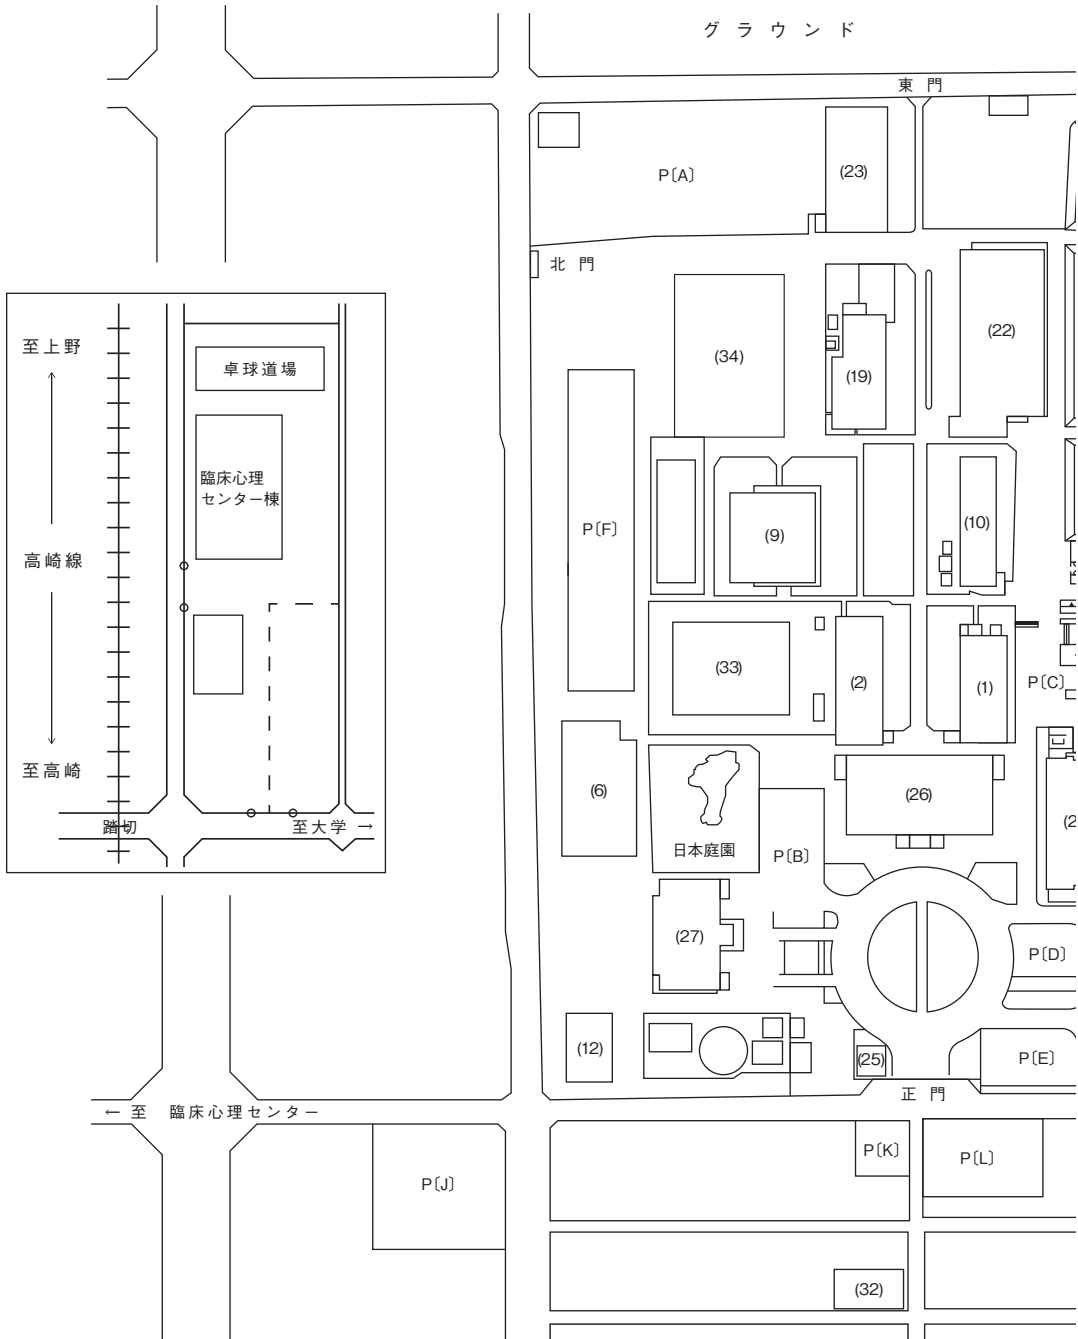 グラウンド
東門
P〔A〕
(23)
北門
(34)
(19)
(22)
至上野
卓球道場
臨床心理
センター棟
高崎線
至高崎
踏切
至大学 →
P〔F〕
(9)
(10)
(33)
(2)
(1)
P〔C〕
(6)
(26)
日本庭園
P〔B〕
(27)
P〔D〕
(12)
(25)
P〔E〕
正門
← 至 臨床心理センター
P〔J〕
P〔K〕
P〔L〕
(32)